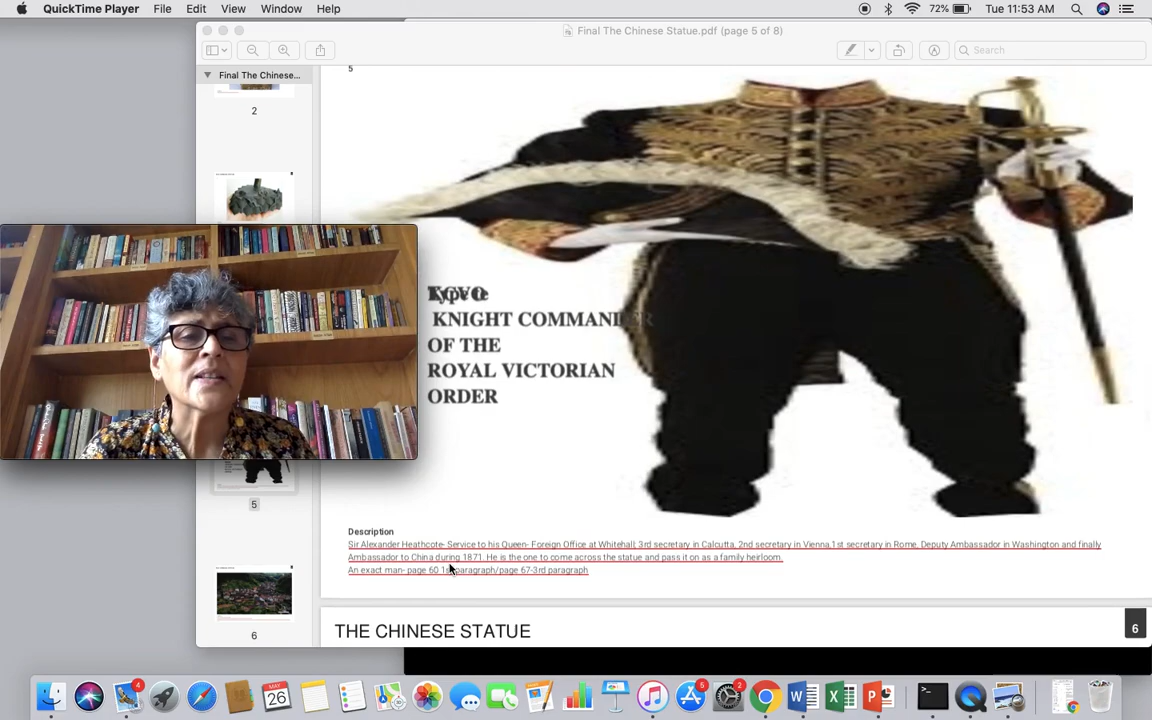 QuickTime Player File Edit View Window Help
72% Tue 11:53 AM
Final The Chinese Statue.pdf (page 5 of 8)
Search
Final The Chinese...
2
5
6
5
KNIGHT COMMANDER
OF THE
ROYAL VICTORIAN
ORDER
Description
Sir Alexander Heathcote- Service to his Queen- Foreign Office at Whitehall, 3rd secretary in Calcutta, 2nd secretary in Vienna,1st secretary in Rome, Deputy Ambassador in Washington and finally
Ambassador to China during 1871. He is the one to come across the statue and pass it on as a family heirloom.
An exact man- page 60 1st paragraph/page 67-3rd paragraph
THE CHINESE STATUE
6
4
MAY
26
5
2